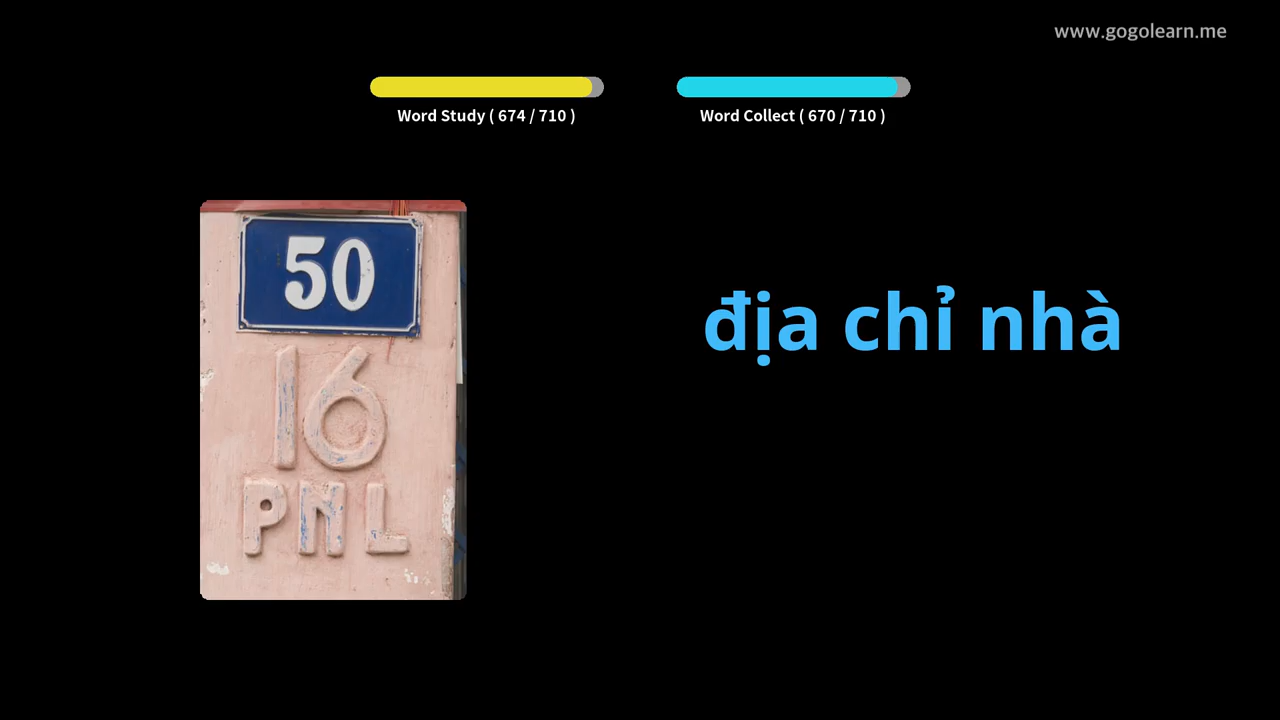 www.gogolearn.me
Word Study ( 674 / 710 )
Word Collect ( 670 / 710 )
50
16
PNL
địa chỉ nhà